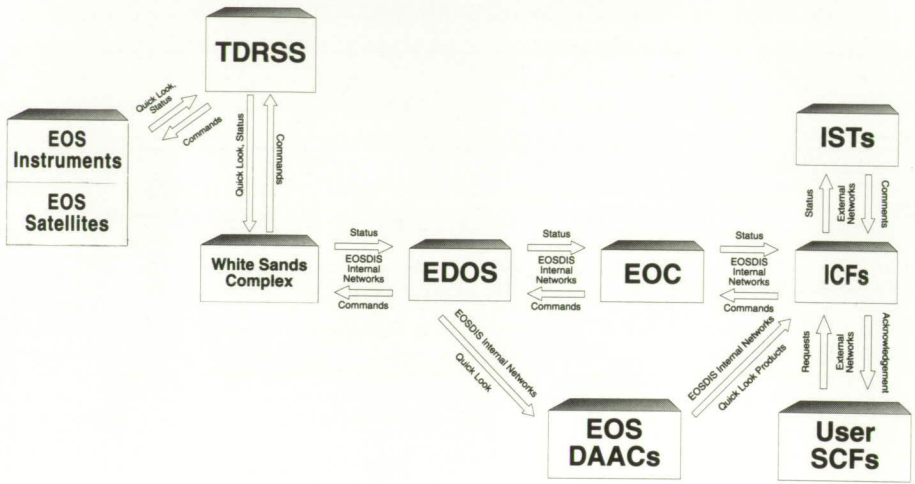 TDRSS
EOS
Instruments
EOS
Satellites
Quick Look,
Status
Commands
Quick Look, Status
Commands
White Sands
Complex
Status
EOSDIS
Internal
Networks
Commands
EDOS
Status
EOSDIS
Internal
Networks
Commands
EOC
Status
EOSDIS
Internal
Networks
Commands
ISTs
Status
External
Networks
Comments
ICFs
EOSDIS Internal Networks
Quick Look
EOS
DAACs
EOSDIS Internal Networks
Quick Look Products
Requests
External
Networks
Acknowledgement
User
SCFs